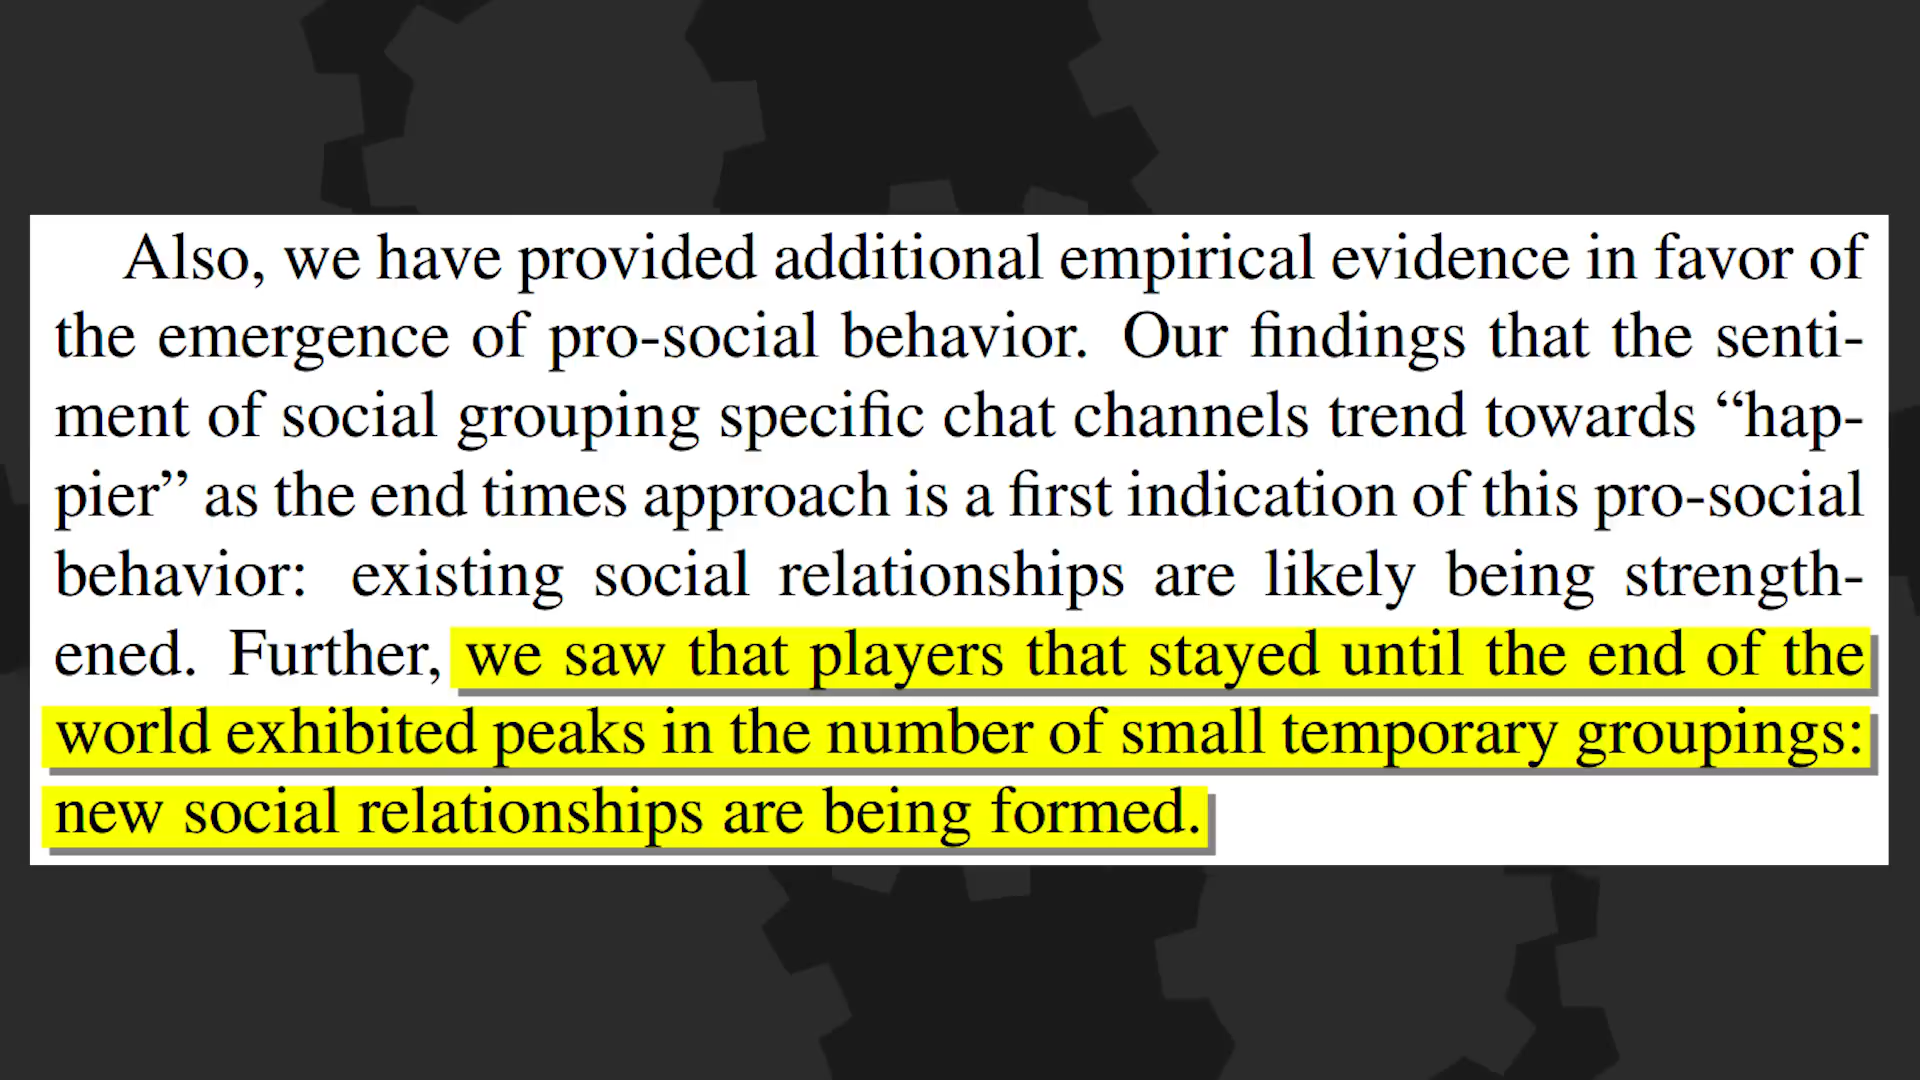 Also, we have provided additional empirical evidence in favor of
the emergence of pro-social behavior. Our findings that the senti-
ment of social grouping specific chat channels trend towards “hap-
pier” as the end times approach is a first indication of this pro-social
behavior: existing social relationships are likely being strength-
ened. Further, we saw that players that stayed until the end of the
world exhibited peaks in the number of small temporary groupings:
new social relationships are being formed.